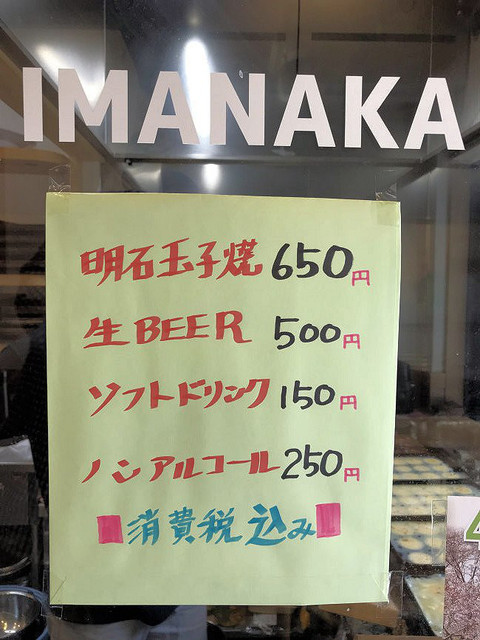 IMANAKA
明石玉子焼 650円
生BEER 500円
ソフトドリンク 150円
ノンアルコール 250円
消費税込み